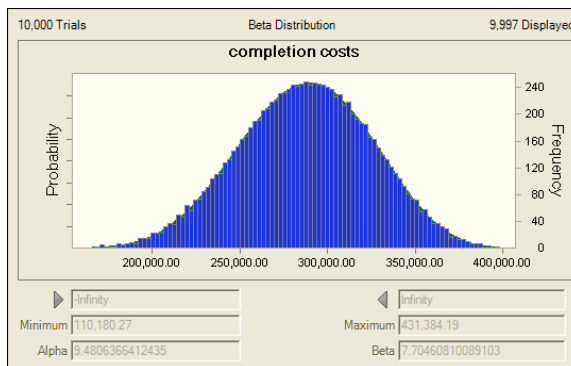 10,000 Trials Beta Distribution 9,997 Displayed
completion costs
Probability
Frequency
240
200
160
120
80
40
0
200,000.00 250,000.00 300,000.00 350,000.00 400,000.00
-Infinity Infinity
Minimum 110,180.27 Maximum 431,384.19
Alpha 9.4806366412435 Beta 7.70460810089103